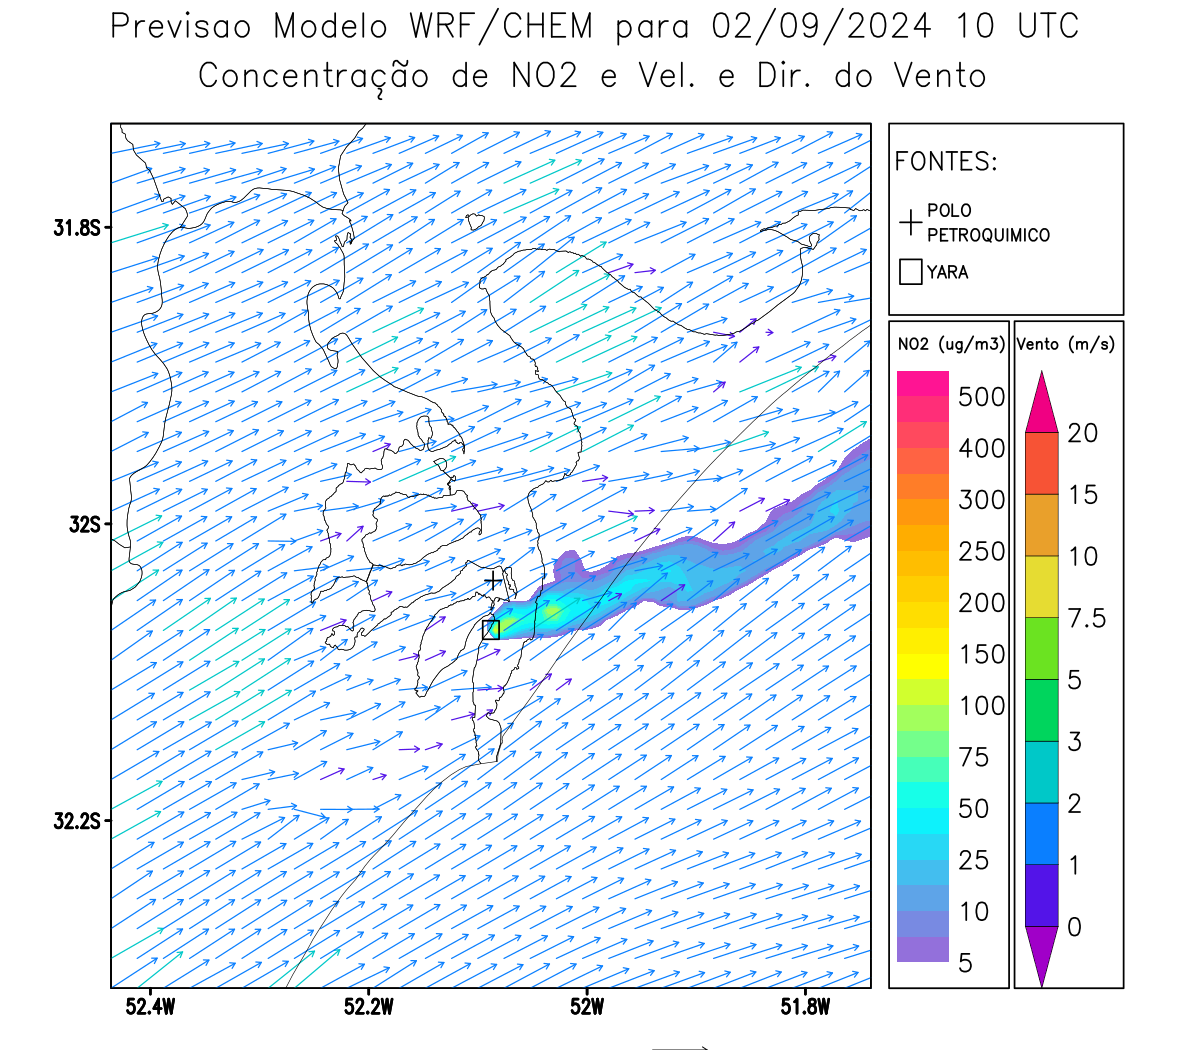 Previsao Modelo WRF/CHEM para 02/09/2024 10 UTC
Concentração de NO2 e Vel. e Dir. do Vento
FONTES:
POLO
PETROQUIMICO
YARA
NO2 (ug/m3)
500
400
300
250
200
150
100
75
50
25
10
5
Vento (m/s)
20
15
10
7.5
5
3
2
1
0
31.8S
32S
32.2S
52.4W
52.2W
52W
51.8W